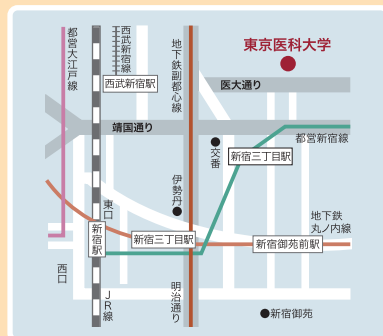 都営大江戸線
西武新宿線
西武新宿駅
地下鉄副都心線
東京医科大学
医大通り
靖国通り
都営新宿線
交番
新宿三丁目駅
伊勢丹
東口
新宿駅
新宿三丁目駅
地下鉄
丸ノ内線
新宿御苑前駅
西口
JR線
明治通り
新宿御苑